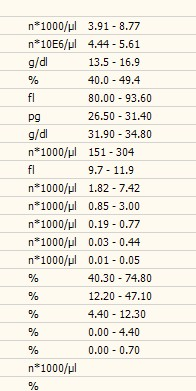 n*1000/µl 3.91 - 8.77
n*10E6/µl 4.44 - 5.61
g/dl 13.5 - 16.9
% 40.0 - 49.4
fl 80.00 - 93.60
pg 26.50 - 31.40
g/dl 31.90 - 34.80
n*1000/µl 151 - 304
fl 9.7 - 11.9
n*1000/µl 1.82 - 7.42
n*1000/µl 0.85 - 3.00
n*1000/µl 0.19 - 0.77
n*1000/µl 0.03 - 0.44
n*1000/µl 0.01 - 0.05
% 40.30 - 74.80
% 12.20 - 47.10
% 4.40 - 12.30
% 0.00 - 4.40
% 0.00 - 0.70
n*1000/µl
%